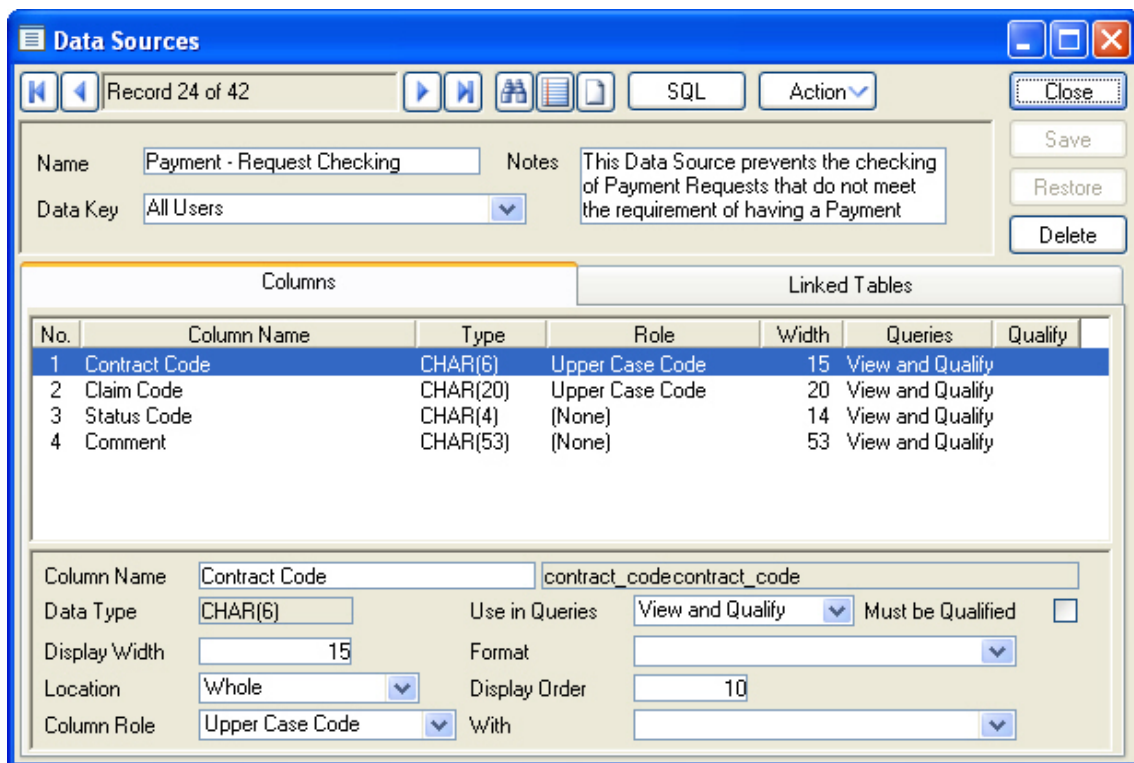 Data Sources
Record 24 of 42 SQL Action Close
Save
Restore
Delete
Name Payment - Request Checking Notes This Data Source prevents the checking
of Payment Requests that do not meet
the requirement of having a Payment
Data Key All Users
Columns Linked Tables
No. Column Name Type Role Width Queries Qualify
1 Contract Code CHAR(6) Upper Case Code 15 View and Qualify
2 Claim Code CHAR(20) Upper Case Code 20 View and Qualify
3 Status Code CHAR(4) (None) 14 View and Qualify
4 Comment CHAR(53) (None) 53 View and Qualify
Column Name Contract Code contract_codecontract_code
Data Type CHAR(6) Use in Queries View and Qualify Must be Qualified
Display Width 15 Format
Location Whole Display Order 10
Column Role Upper Case Code With